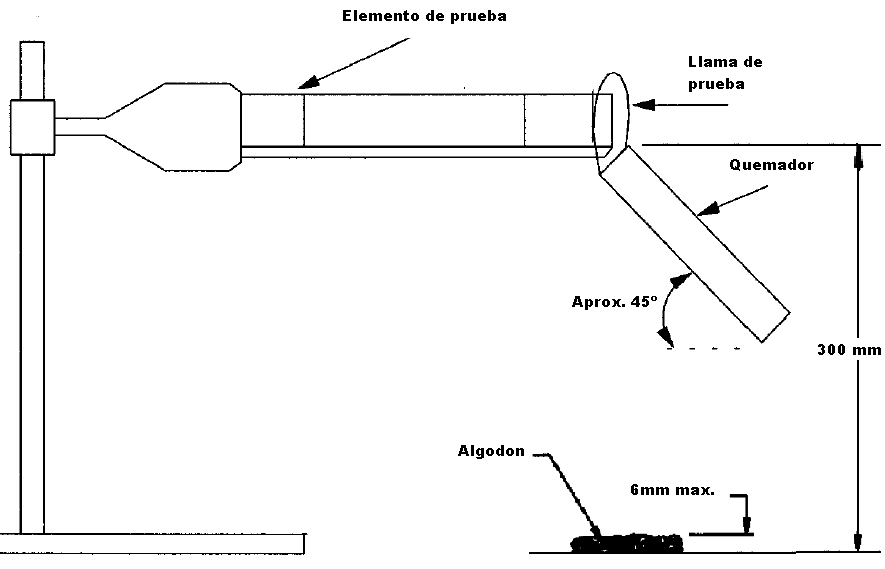 Elemento de prueba
Llama de
prueba
Quemador
Aprox. 45º
300 mm
Algodon
6mm max.